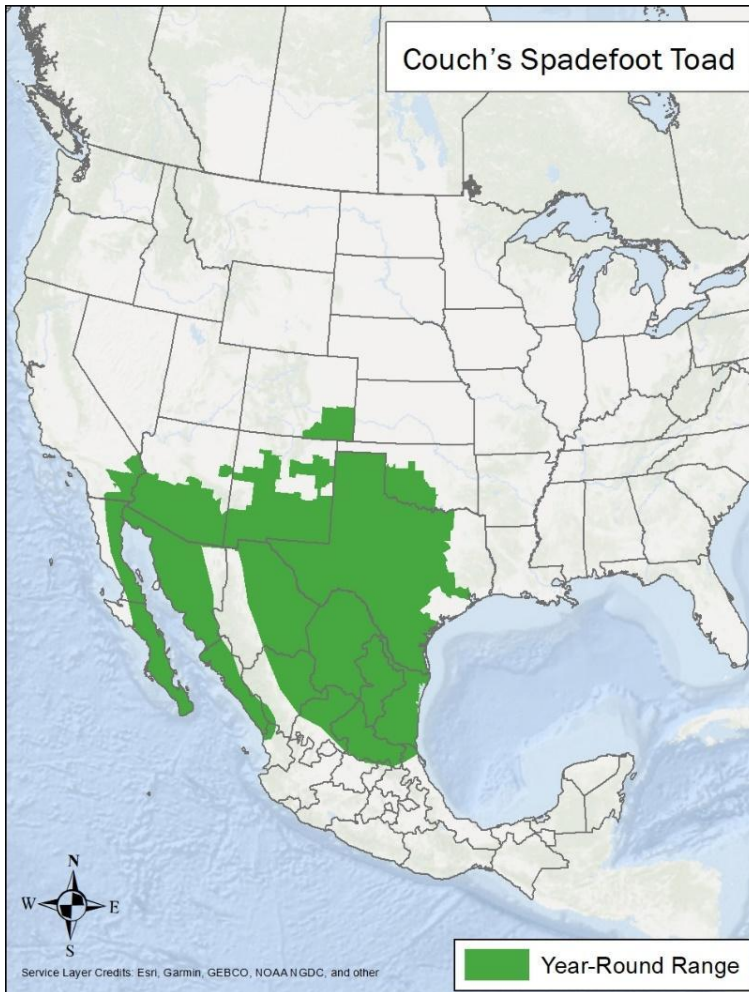 Couch's Spadefoot Toad
N
W E
S
Service Layer Credits: Esri, Garmin, GEBCO, NOAA NGDC, and other
Year-Round Range